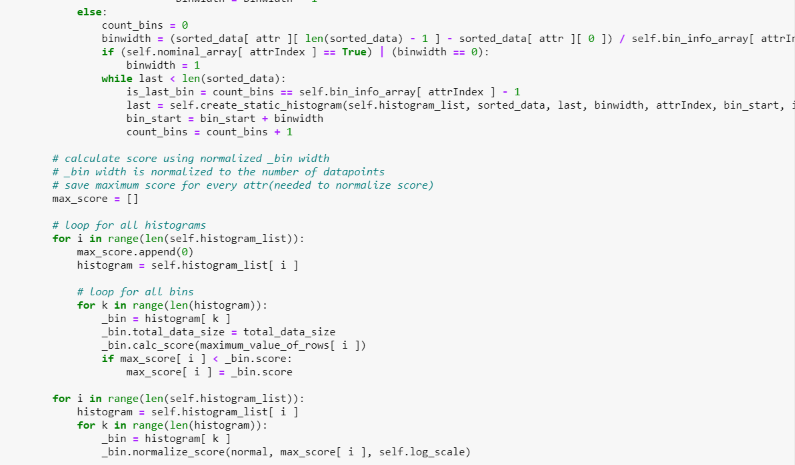 else:
count_bins = 0
binwidth = (sorted_data[ attr ][ len(sorted_data) - 1 ] - sorted_data[ attr ][ 0 ]) / self.bin_info_array[
if (self.nominal_array[ attrIndex ] == True) | (binwidth == 0):
binwidth = 1
while last < len(sorted_data):
is_last_bin = count_bins == self.bin_info_array[ attrIndex ] - 1
last = self.create_static_histogram(self.histogram_list, sorted_data, last, binwidth, attrIndex, bin_start,
bin_start = bin_start + binwidth
count_bins = count_bins + 1
# calculate score using normalized _bin width
# _bin width is normalized to the number of datapoints
# save maximum score for every attr(needed to normalize score)
max_score = []
# loop for all histograms
for i in range(len(self.histogram_list)):
max_score.append(0)
histogram = self.histogram_list[ i ]
# loop for all bins
for k in range(len(histogram)):
_bin = histogram[ k ]
_bin.total_data_size = total_data_size
_bin.calc_score(maximum_value_of_rows[ i ])
if max_score[ i ] < _bin.score:
max_score[ i ] = _bin.score
for i in range(len(self.histogram_list)):
histogram = self.histogram_list[ i ]
for k in range(len(histogram)):
_bin = histogram[ k ]
_bin.normalize_score(normal, max_score[ i ], self.log_scale)